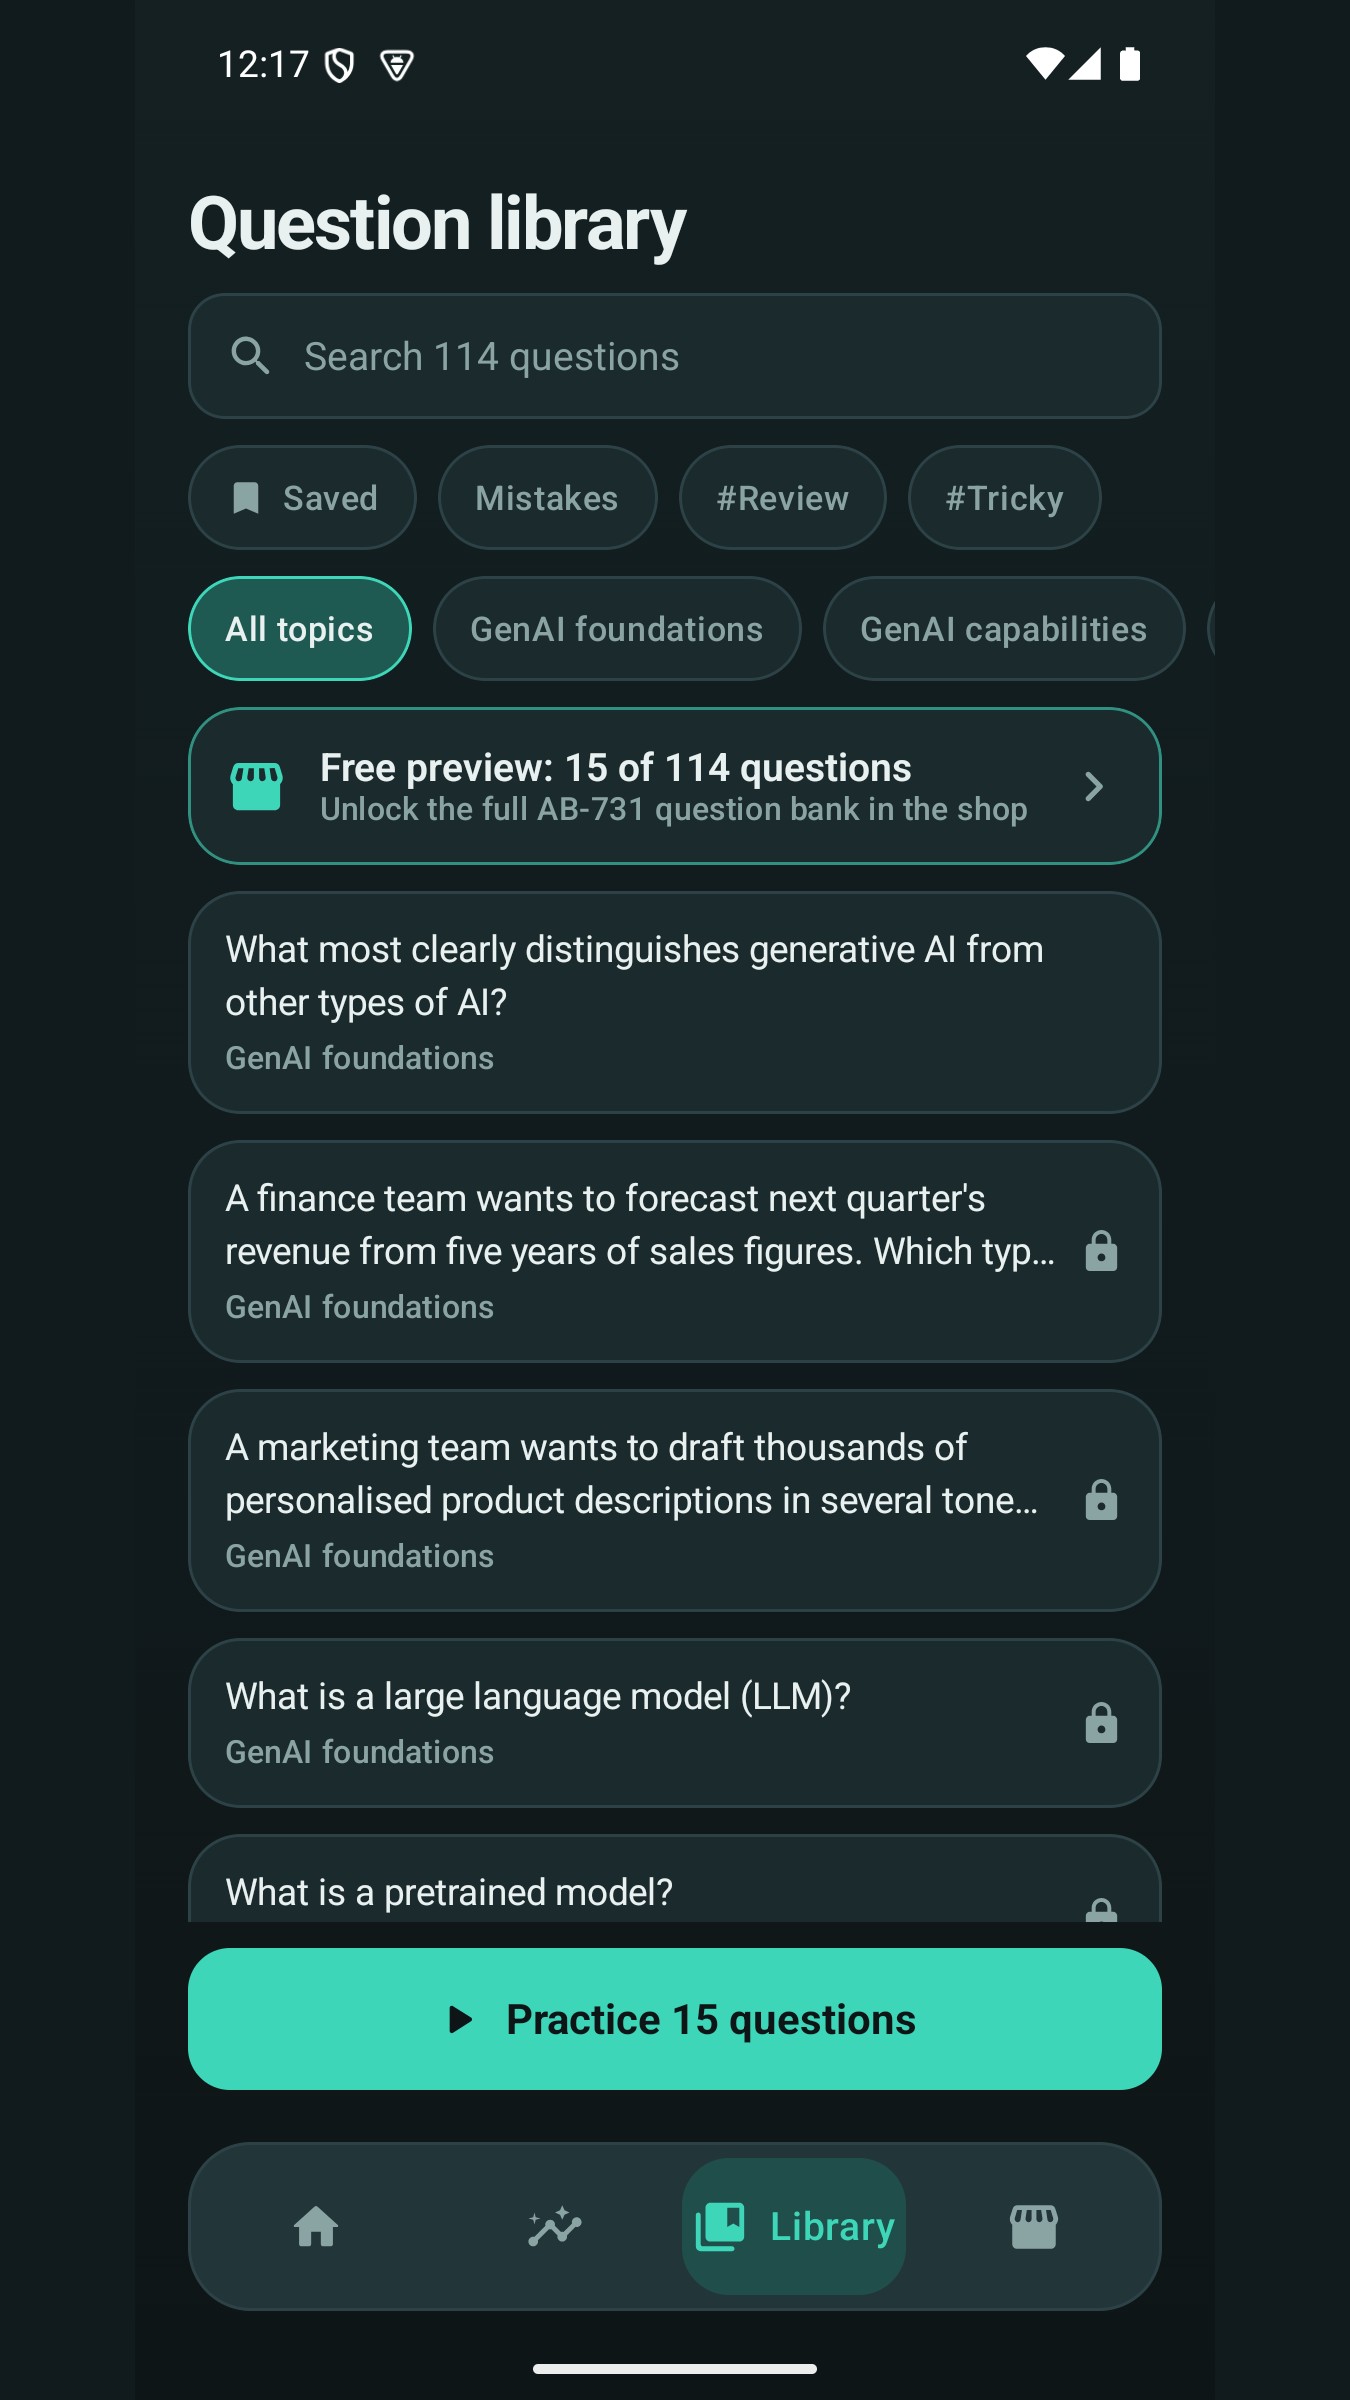 12:17
Question library
Search 114 questions
Saved
Mistakes
#Review
#Tricky
All topics
GenAI foundations
GenAI capabilities
Free preview: 15 of 114 questions
Unlock the full AB-731 question bank in the shop
What most clearly distinguishes generative AI from
other types of AI?
GenAI foundations
A finance team wants to forecast next quarter's
revenue from five years of sales figures. Which typ...
GenAI foundations
A marketing team wants to draft thousands of
personalised product descriptions in several tone...
GenAI foundations
What is a large language model (LLM)?
GenAI foundations
What is a pretrained model?
Practice 15 questions
Library